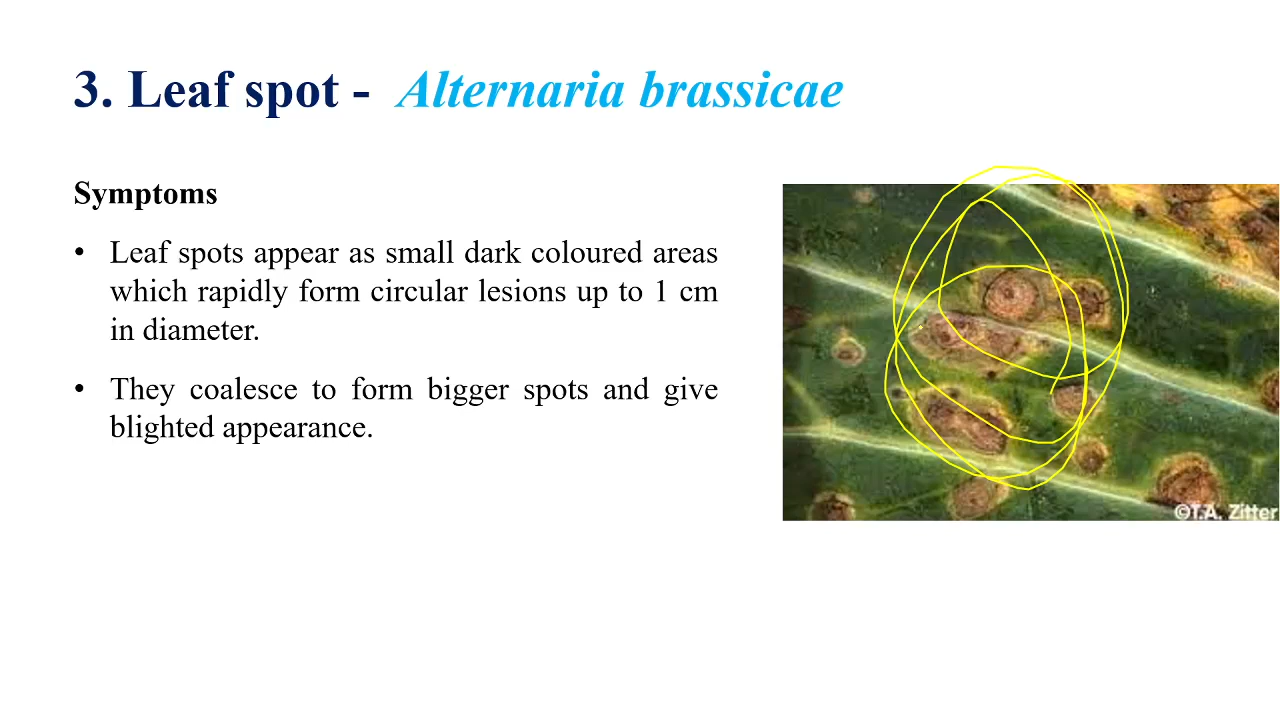 3. Leaf spot - Alternaria brassicae
Symptoms
• Leaf spots appear as small dark coloured areas
which rapidly form circular lesions up to 1 cm
in diameter.
• They coalesce to form bigger spots and give
blighted appearance.
©T.A. Zitter